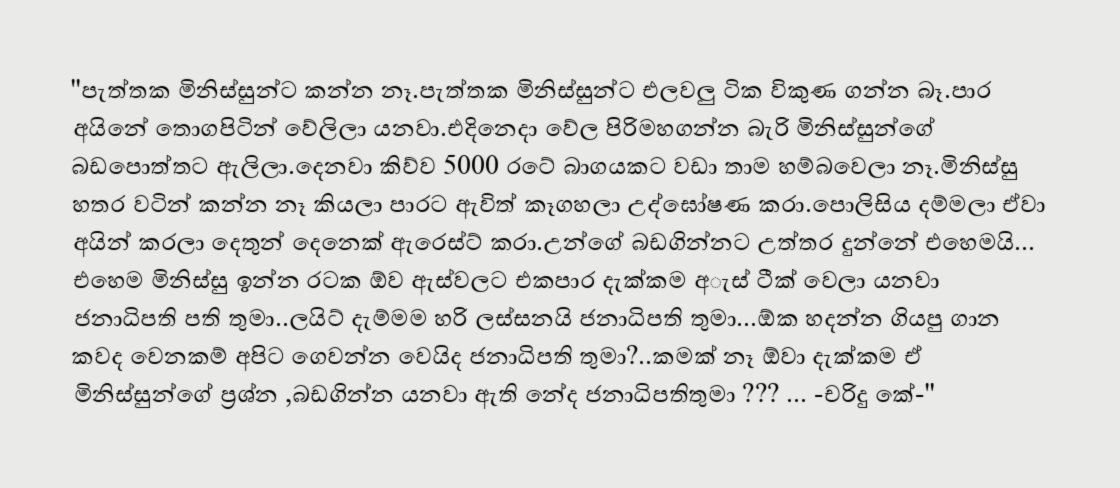 "පැත්තක මිනිස්සුන්ට කන්න නෑ.පැත්තක මිනිස්සුන්ට එලවලු ටික විකුණ ගන්න බෑ.පාර
අයිනේ තොගපිටින් වේලිලා යනවා.එදිනෙදා වේල පිරිමහගන්න බැරි මිනිස්සුන්ගේ
බඩපොත්තට ඇලිලා.දෙනවා කිව්ව 5000 රටේ බාගයකට වඩා තාම හම්බවෙලා නෑ.මිනිස්සු
හතර වටින් කන්න නෑ කියලා පාරට ඇවිත් කෑගහලා උද්ඝෝෂණ කරා.පොලිසිය දම්මලා ඒවා
අයින් කරලා දෙතුන් දෙනෙක් ඇරෙස්ට් කරා.උන්ගේ බඩගින්නට උත්තර දුන්නේ එහෙමයි...
එහෙම මිනිස්සු ඉන්න රටක ඕව ඇස්වලට එකපාර දැක්කම අැස් ටීක් වෙලා යනවා
ජනාධිපති පති තුමා..ලයිට් දැම්මම හරි ලස්සනයි ජනාධිපති තුමා...ඕක හදන්න ගියපු ගාන
කවද වෙනකම් අපිට ගෙවන්න වෙයිද ජනාධිපති තුමා?..කමක් නෑ ඕවා දැක්කම ඒ
මිනිස්සුන්ගේ ප්‍රශ්න ,බඩගින්න යනවා ඇති නේද ජනාධිපතිතුමා ??? ... -චරිදු කේ-"